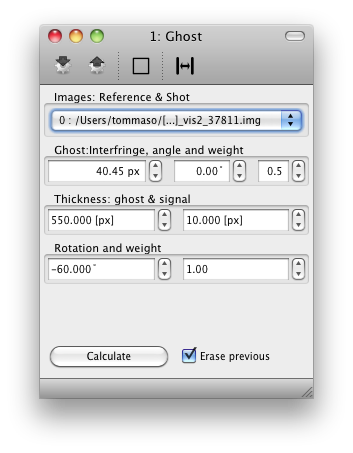 1: Ghost
Images: Reference & Shot
0 : /Users/tommaso/[...]_vis2_37811.img
Ghost:Interfringe, angle and weight
40.45 px 0.00° 0.5
Thickness: ghost & signal
550.000 [px] 10.000 [px]
Rotation and weight
-60.000° 1.00
Calculate Erase previous